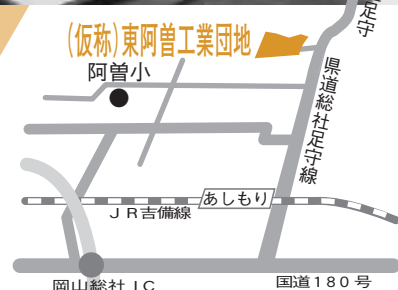 足守
(仮称)東阿曽工業団地
阿曽小
県道総社足守線
あしもり
JR吉備線
岡山総社IC
国道180号